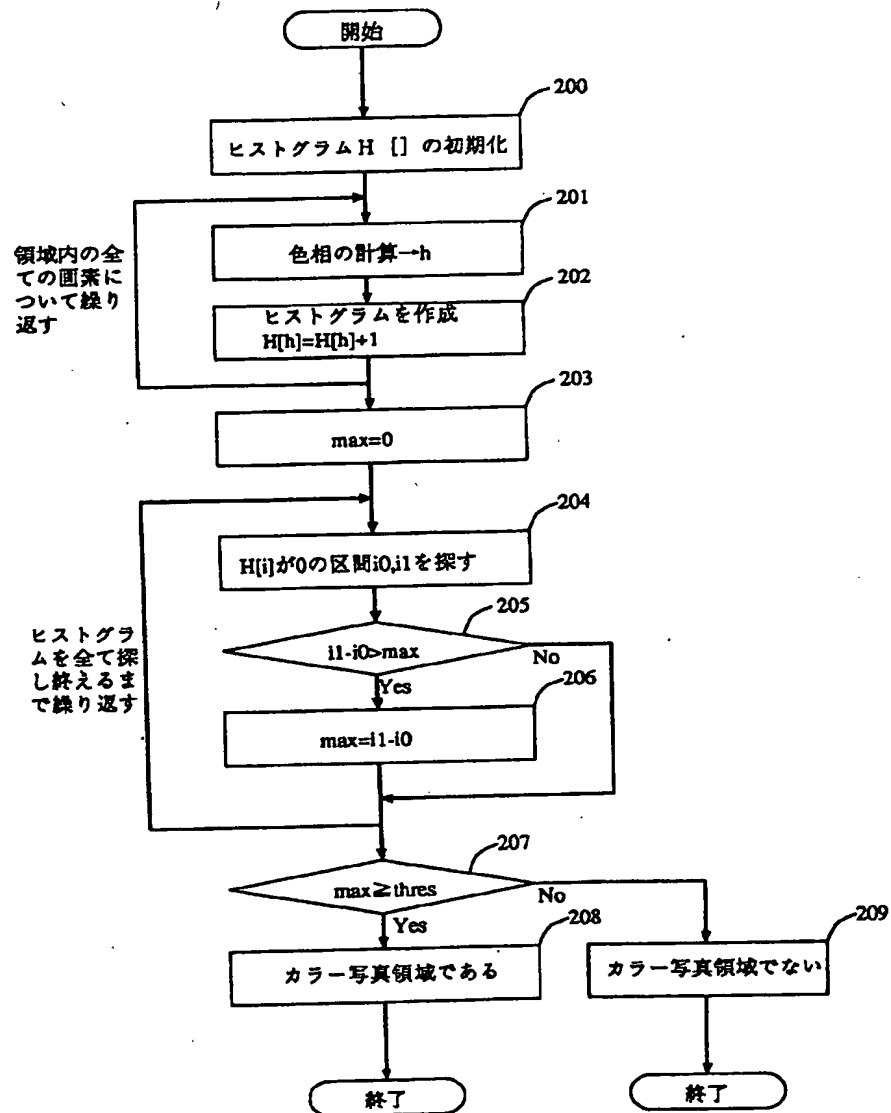 開始
200
ヒストグラムH [] の初期化
201
色相の計算→h
領域内の全
ての画素に
ついて繰り
返す
202
ヒストグラムを作成
H[h]=H[h]+1
203
max=0
204
H[i]が0の区間i0,i1を探す
205
i1-i0>max
No
Yes
ヒストグラ
ムを全て探
し終えるま
で繰り返す
206
max=i1-i0
207
max≧thres
No
Yes
208
カラー写真領域である
209
カラー写真領域でない
終了
終了